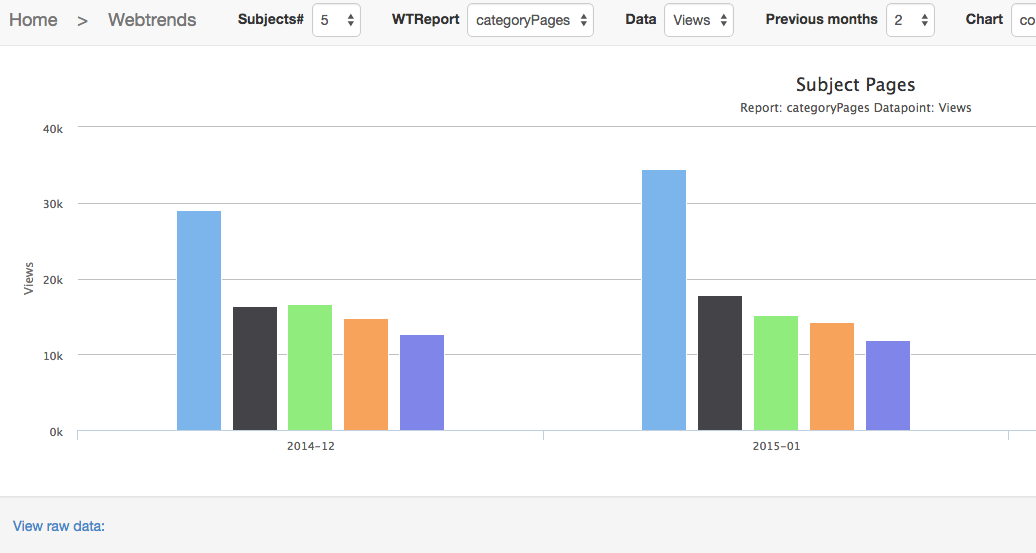 Home > Webtrends Subjects# 5 WTReport categoryPages Data Views Previous months 2 Chart co
Subject Pages
Report: categoryPages Datapoint: Views
40k
30k
20k
10k
0k
Views
2014-12 2015-01
View raw data: